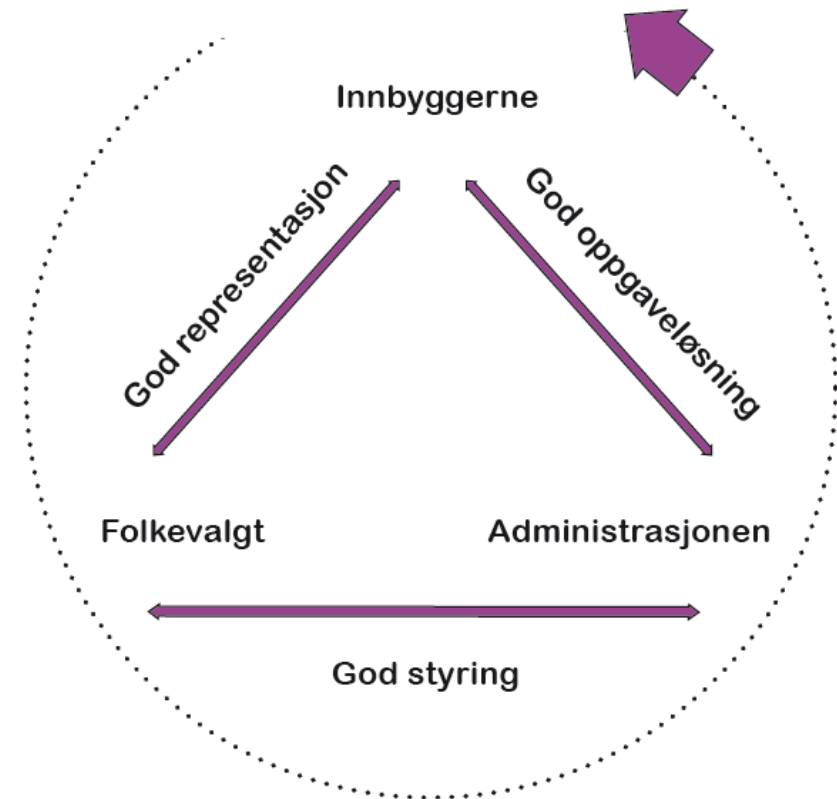 Innbyggerne
God representasjon
God oppgaveløsning
Folkevalgt
Administrasjonen
God styring